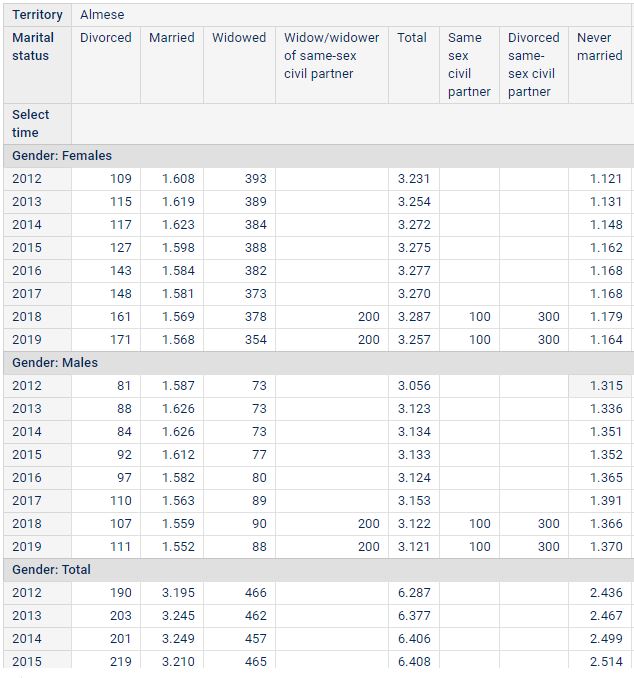 Territory Almese
Marital status Divorced Married Widowed Widow/widower of same-sex civil partner Total Same sex civil partner Divorced same-sex civil partner Never married
Select time
Gender: Females
2012 109 1.608 393 3.231 1.121
2013 115 1.619 389 3.254 1.131
2014 117 1.623 384 3.272 1.148
2015 127 1.598 388 3.275 1.162
2016 143 1.584 382 3.277 1.168
2017 148 1.581 373 3.270 1.168
2018 161 1.569 378 200 3.287 100 300 1.179
2019 171 1.568 354 200 3.257 100 300 1.164
Gender: Males
2012 81 1.587 73 3.056 1.315
2013 88 1.626 73 3.123 1.336
2014 84 1.626 73 3.134 1.351
2015 92 1.612 77 3.133 1.352
2016 97 1.582 80 3.124 1.365
2017 110 1.563 89 3.153 1.391
2018 107 1.559 90 200 3.122 100 300 1.366
2019 111 1.552 88 200 3.121 100 300 1.370
Gender: Total
2012 190 3.195 466 6.287 2.436
2013 203 3.245 462 6.377 2.467
2014 201 3.249 457 6.406 2.499
2015 219 3.210 465 6.408 2.514